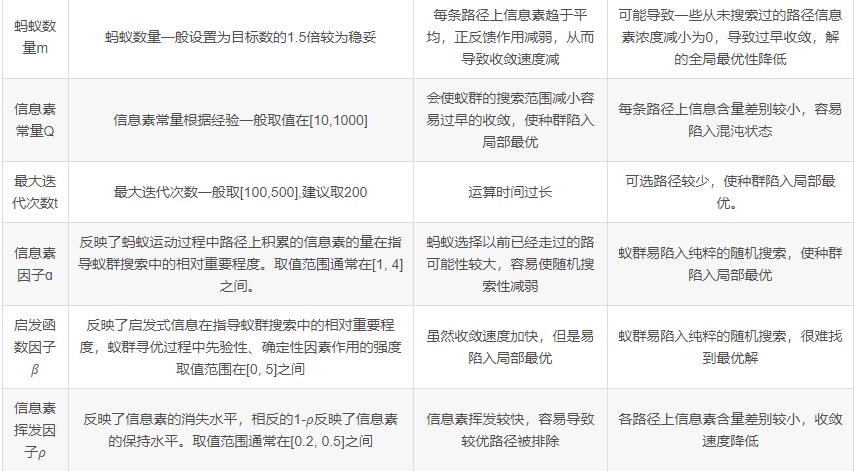 蚂蚁数
量m
蚂蚁数量一般设置为目标数的1.5倍较为稳妥
每条路径上信息素趋于平
均，正反馈作用减弱，从而
导致收敛速度减
可能导致一些从未搜索过的路径信息
素浓度减小为0，导致过早收敛，解
的全局最优性降低
信息素
常量Q
信息素常量根据经验一般取值在[10,1000]
会使蚁群的搜索范围减小容
易过早的收敛，使种群陷入
局部最优
每条路径上信息含量差别较小，容易
陷入混沌状态
最大迭
代次数t
最大迭代次数一般取[100,500],建议取200
运算时间过长
可选路径较少，使种群陷入局部最
优。
信息素
因子α
反映了蚂蚁运动过程中路径上积累的信息素的量在指
导蚁群搜索中的相对重要程度。取值范围通常在[1, 4]
之间。
蚂蚁选择以前已经走过的路
可能性较大，容易使随机搜
索性减弱
蚁群易陷入纯粹的随机搜索，使种群
陷入局部最优
启发函
数因子
β
反映了启发式信息在指导蚁群搜索中的相对重要程
度，蚁群寻优过程中先验性、确定性因素作用的强度
取值范围在[0, 5]之间
虽然收敛速度加快，但是易
陷入局部最优
蚁群易陷入纯粹的随机搜索，很难找
到最优解
信息素
挥发因
子ρ
反映了信息素的消失水平，相反的1-ρ反映了信息素
的保持水平。取值范围通常在[0.2, 0.5]之间
信息素挥发较快，容易导致
较优路径被排除
各路径上信息素含量差别较小，收敛
速度降低